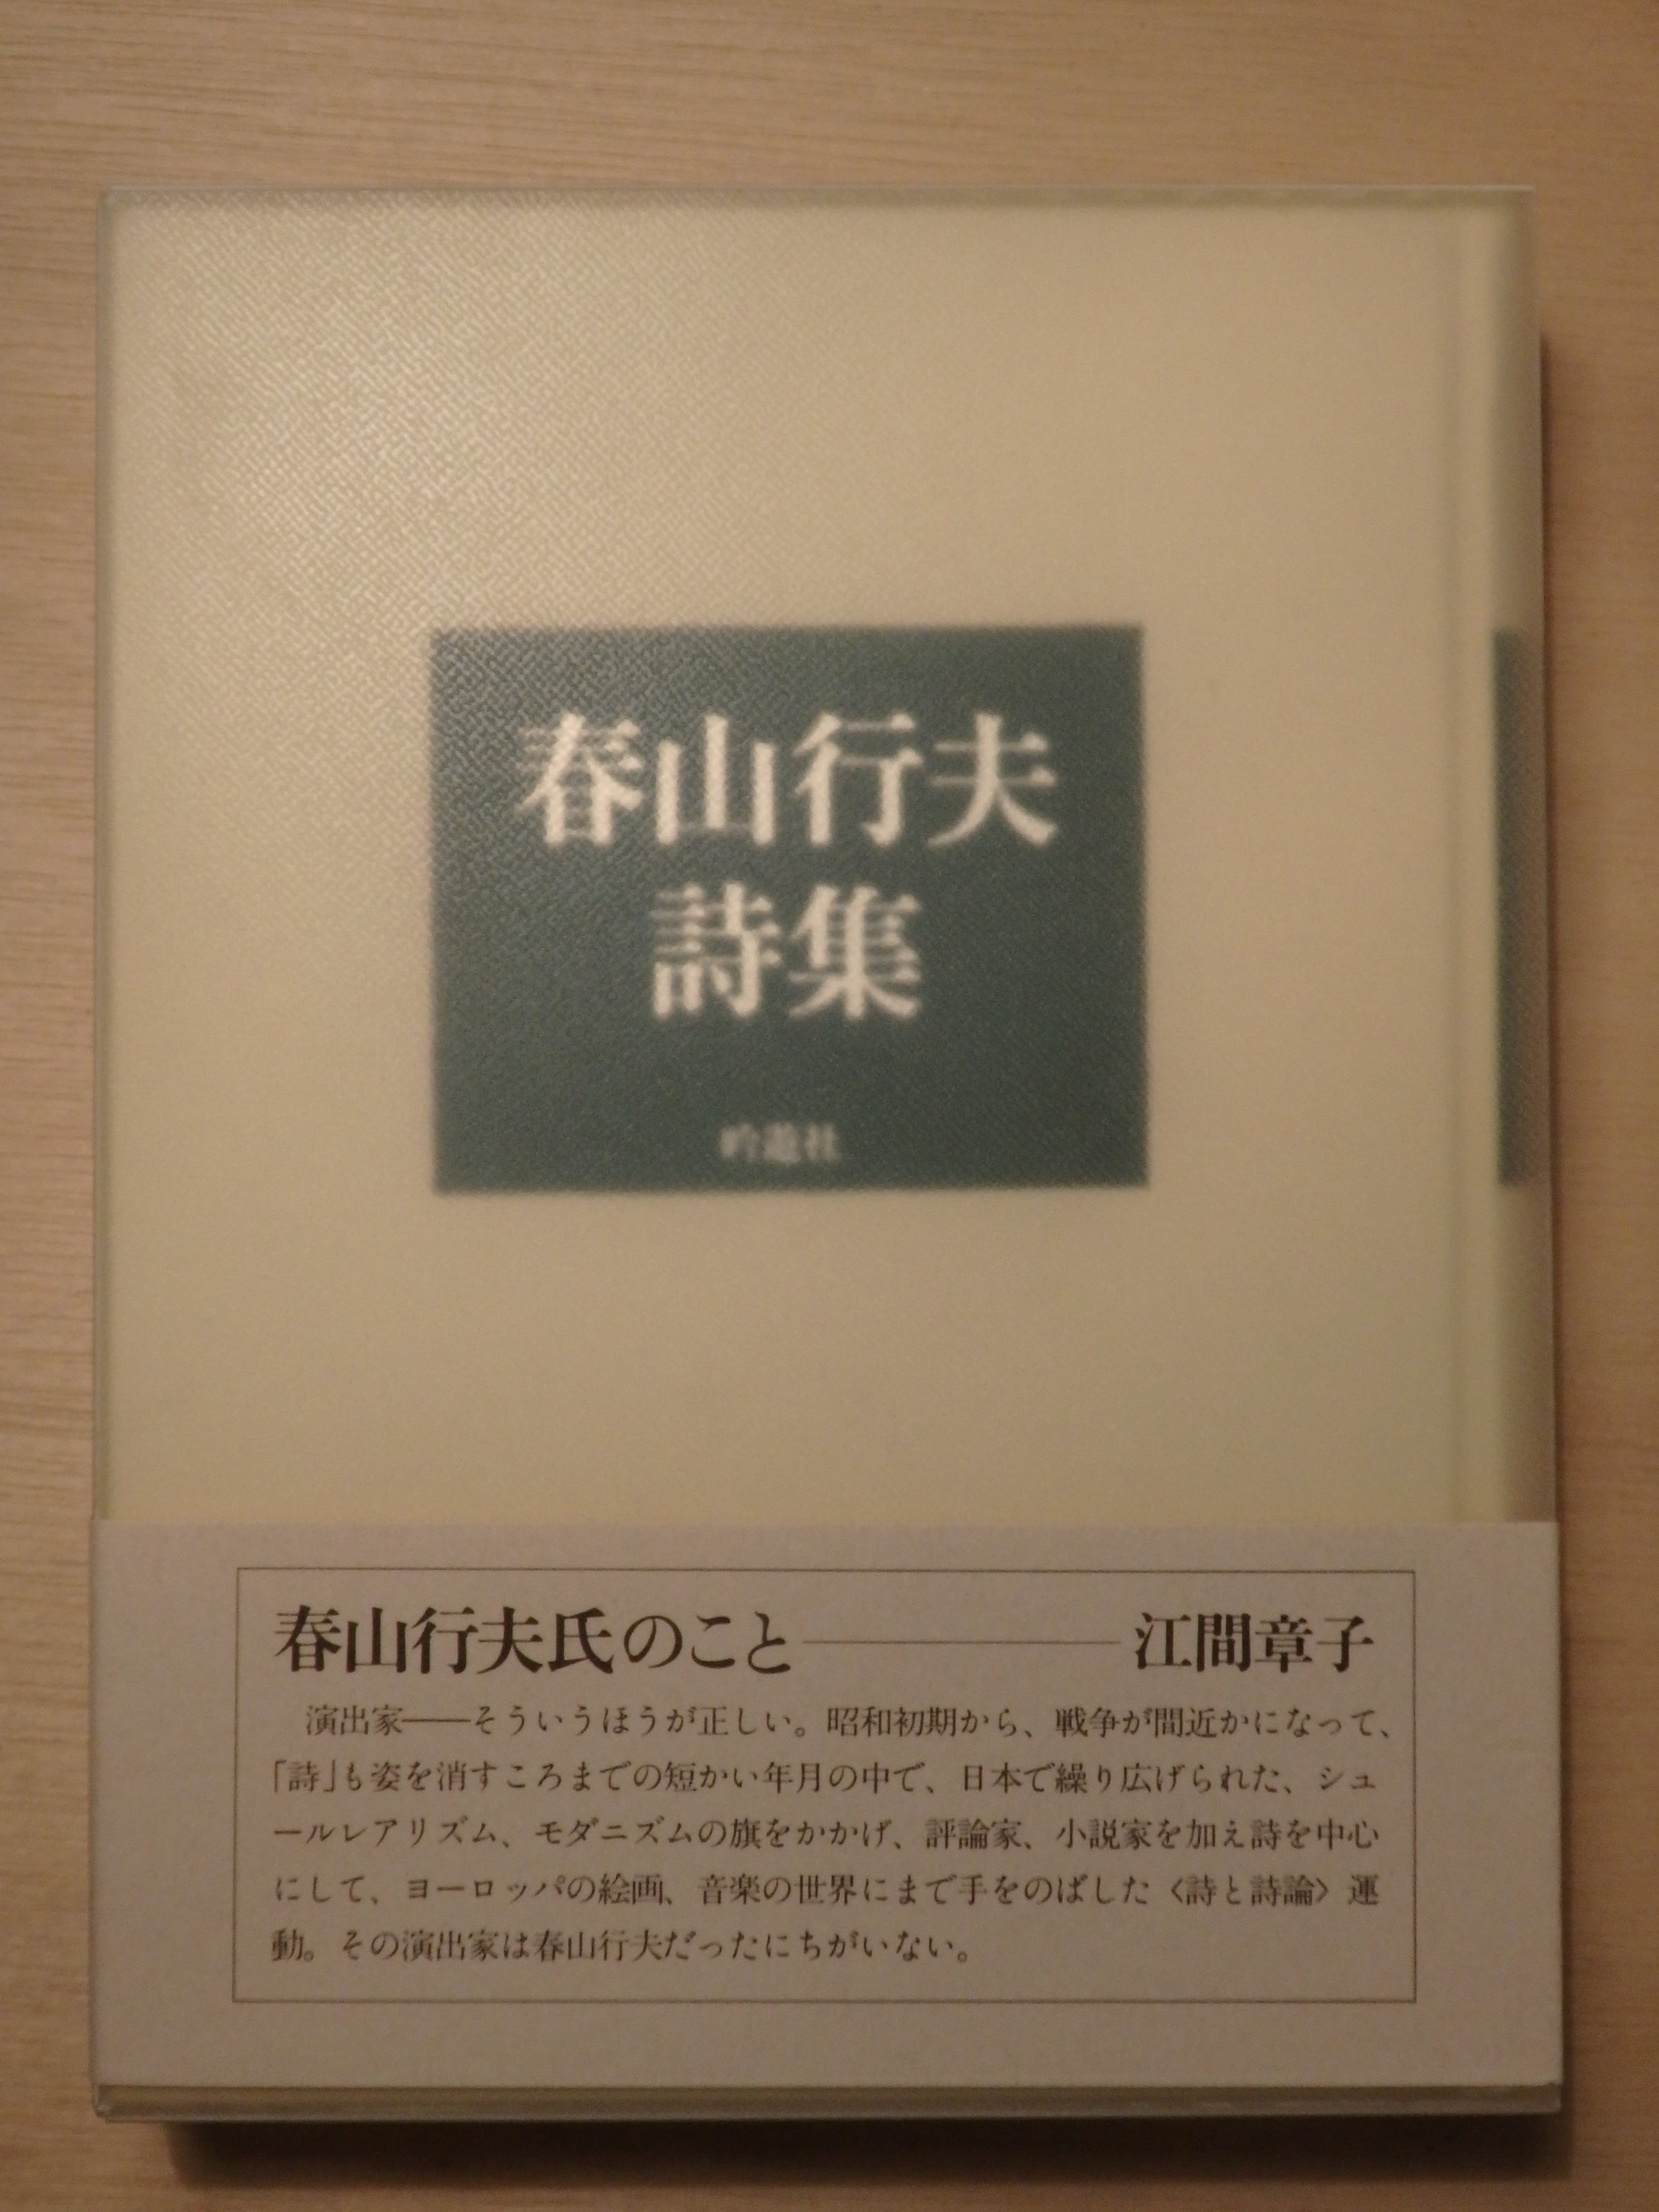 春山行夫
詩集
吟遊社
春山行夫氏のこと――――江間章子
演出家――そういうほうが正しい。昭和初期から、戦争が間近かになって、
「詩」も姿を消すころまでの短かい年月の中で、日本で繰り広げられた、シュ
ールレアリズム、モダニズムの旗をかかげ、評論家、小説家を加え詩を中心
にして、ヨーロッパの絵画、音楽の世界にまで手をのばした〈詩と詩論〉運
動。その演出家は春山行夫だったにちがいない。